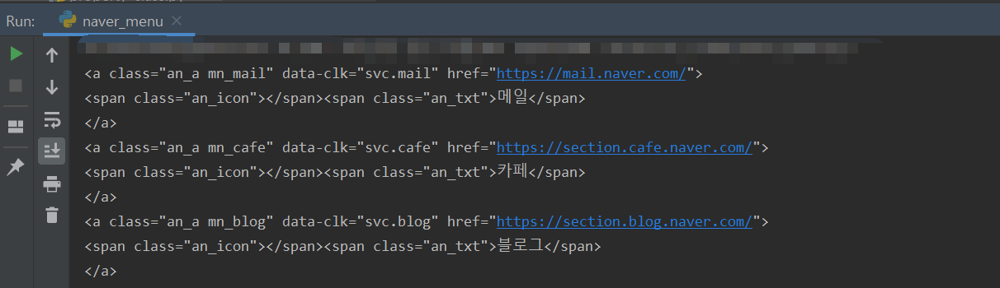 Run: naver_menu
<a class="an_a mn_mail" data-clk="svc.mail" href="https://mail.naver.com/">
<span class="an_icon"></span><span class="an_txt">메일</span>
</a>
<a class="an_a mn_cafe" data-clk="svc.cafe" href="https://section.cafe.naver.com/">
<span class="an_icon"></span><span class="an_txt">카페</span>
</a>
<a class="an_a mn_blog" data-clk="svc.blog" href="https://section.blog.naver.com/">
<span class="an_icon"></span><span class="an_txt">블로그</span>
</a>